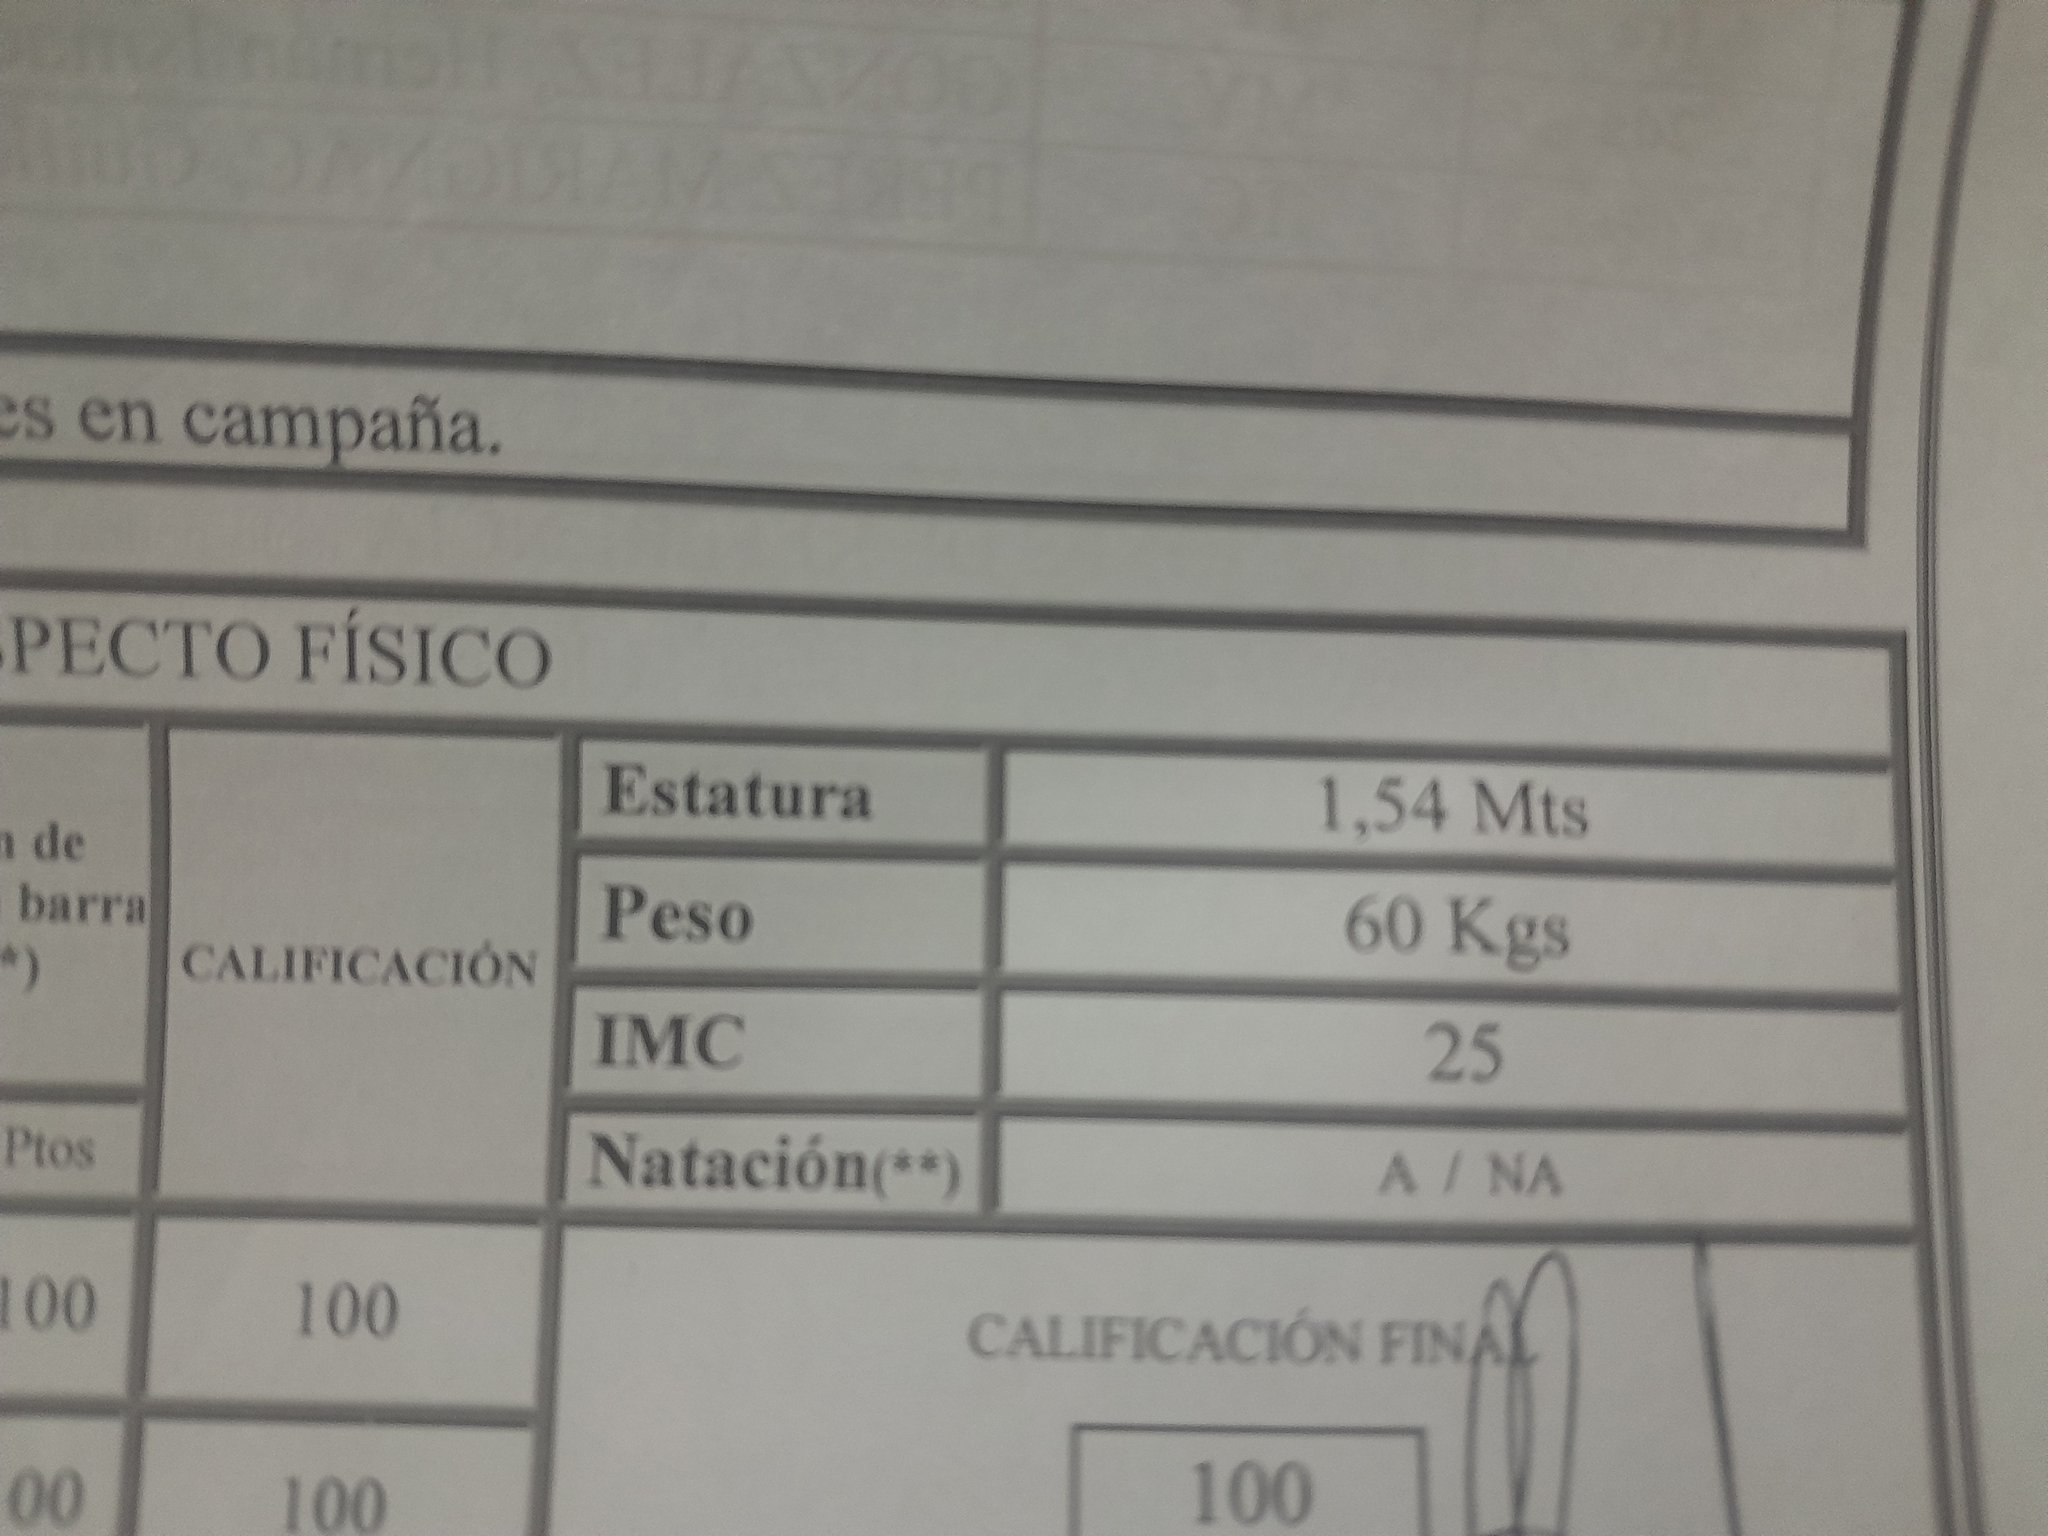 es en campaña.
SPECTO FÍSICO
Estatura 1,54 Mts
n de
barra
*)
CALIFICACIÓN
Peso 60 Kgs
IMC 25
Ptos
Natación(**) A / NA
100 100
CALIFICACIÓN FINAL
00 100
100